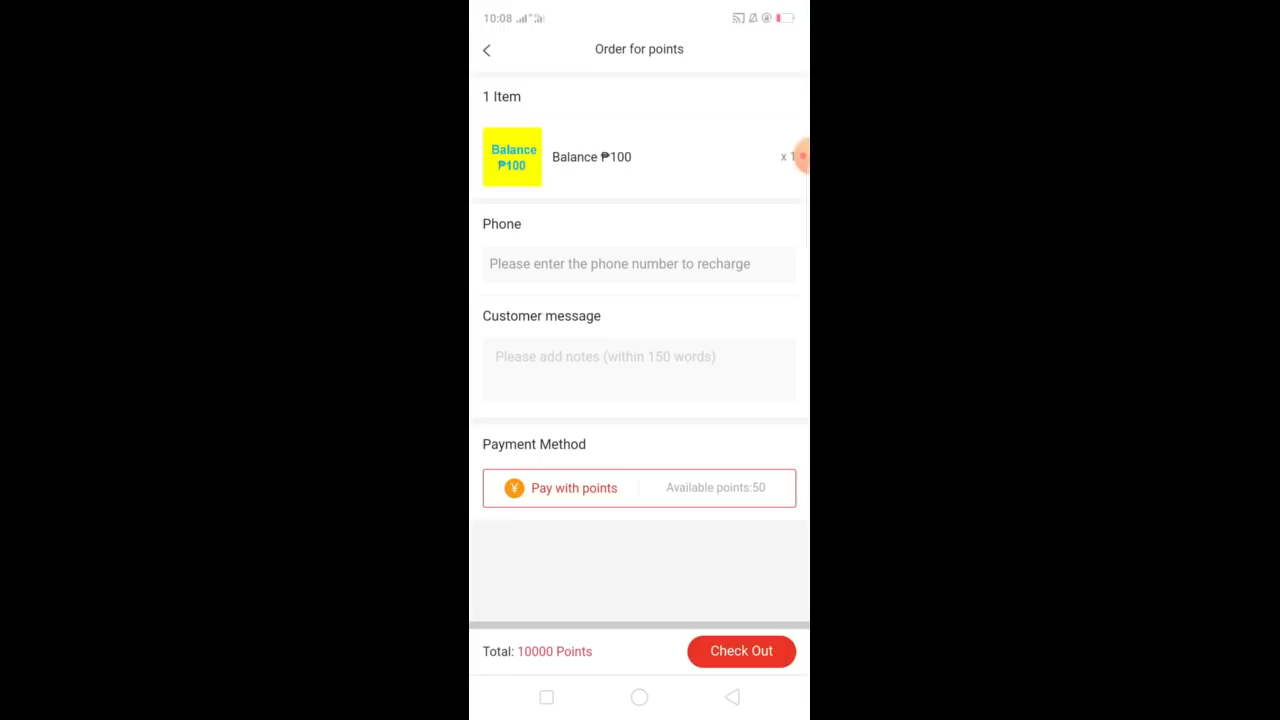 10:08
Order for points
1 Item
Balance
₱100
Balance ₱100
x 1
Phone
Please enter the phone number to recharge
Customer message
Please add notes (within 150 words)
Payment Method
¥ Pay with points
Available points:50
Total: 10000 Points
Check Out